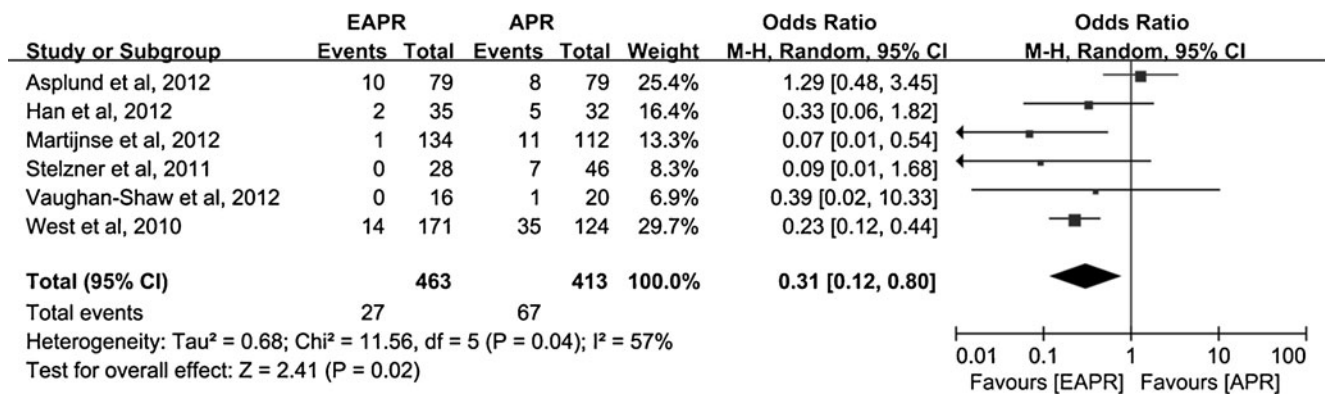 EAPR APR Odds Ratio Odds Ratio
Study or Subgroup Events Total Events Total Weight M-H, Random, 95% CI M-H, Random, 95% CI
Asplund et al, 2012 10 79 8 79 25.4% 1.29 [0.48, 3.45]
Han et al, 2012 2 35 5 32 16.4% 0.33 [0.06, 1.82]
Martijnse et al, 2012 1 134 11 112 13.3% 0.07 [0.01, 0.54]
Stelzner et al, 2011 0 28 7 46 8.3% 0.09 [0.01, 1.68]
Vaughan-Shaw et al, 2012 0 16 1 20 6.9% 0.39 [0.02, 10.33]
West et al, 2010 14 171 35 124 29.7% 0.23 [0.12, 0.44]
Total (95% CI) 463 413 100.0% 0.31 [0.12, 0.80]
Total events 27 67
Heterogeneity: Tau² = 0.68; Chi² = 11.56, df = 5 (P = 0.04); I² = 57%
Test for overall effect: Z = 2.41 (P = 0.02)
0.01 0.1 1 10 100
Favours [EAPR] Favours [APR]